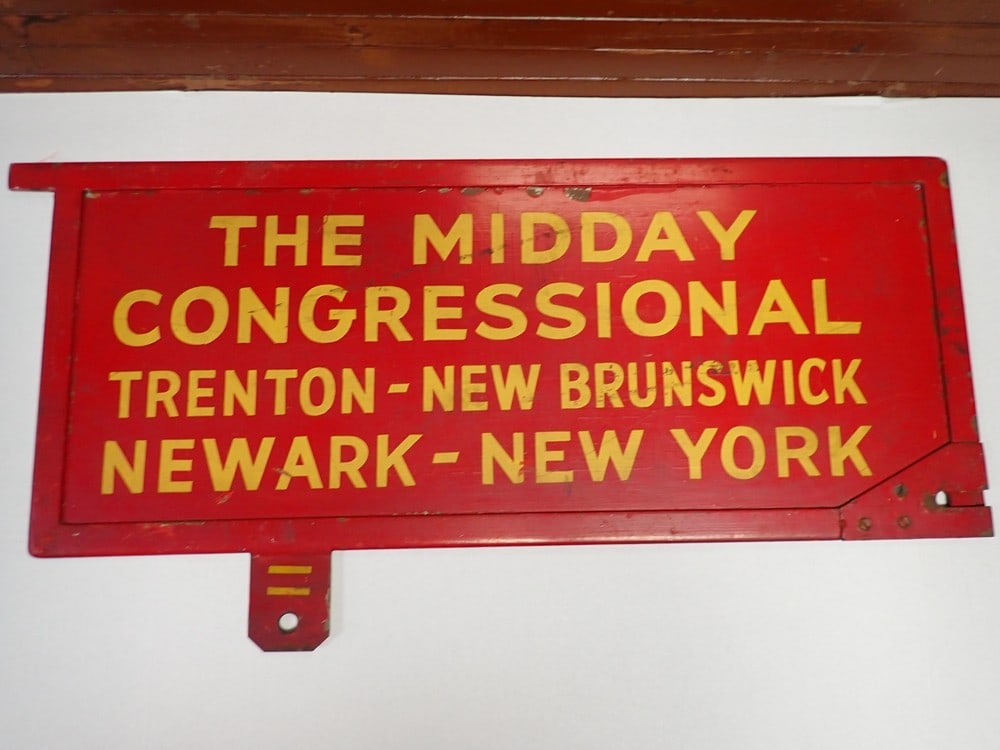 THE MIDDAY
CONGRESSIONAL
TRENTON - NEW BRUNSWICK
NEWARK - NEW YORK